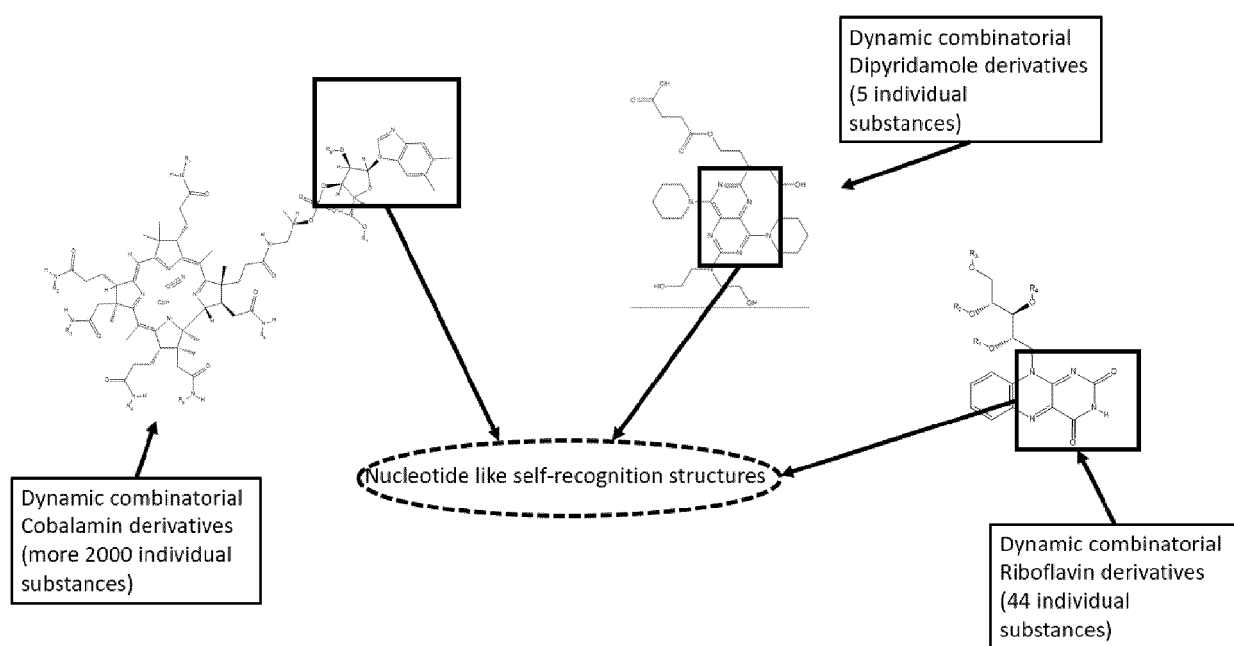 Dynamic combinatorial
Dipyridamole derivatives
(5 individual
substances)
Nucleotide like self-recognition structures
Dynamic combinatorial
Cobalamin derivatives
(more 2000 individual
substances)
Dynamic combinatorial
Riboflavin derivatives
(44 individual
substances)